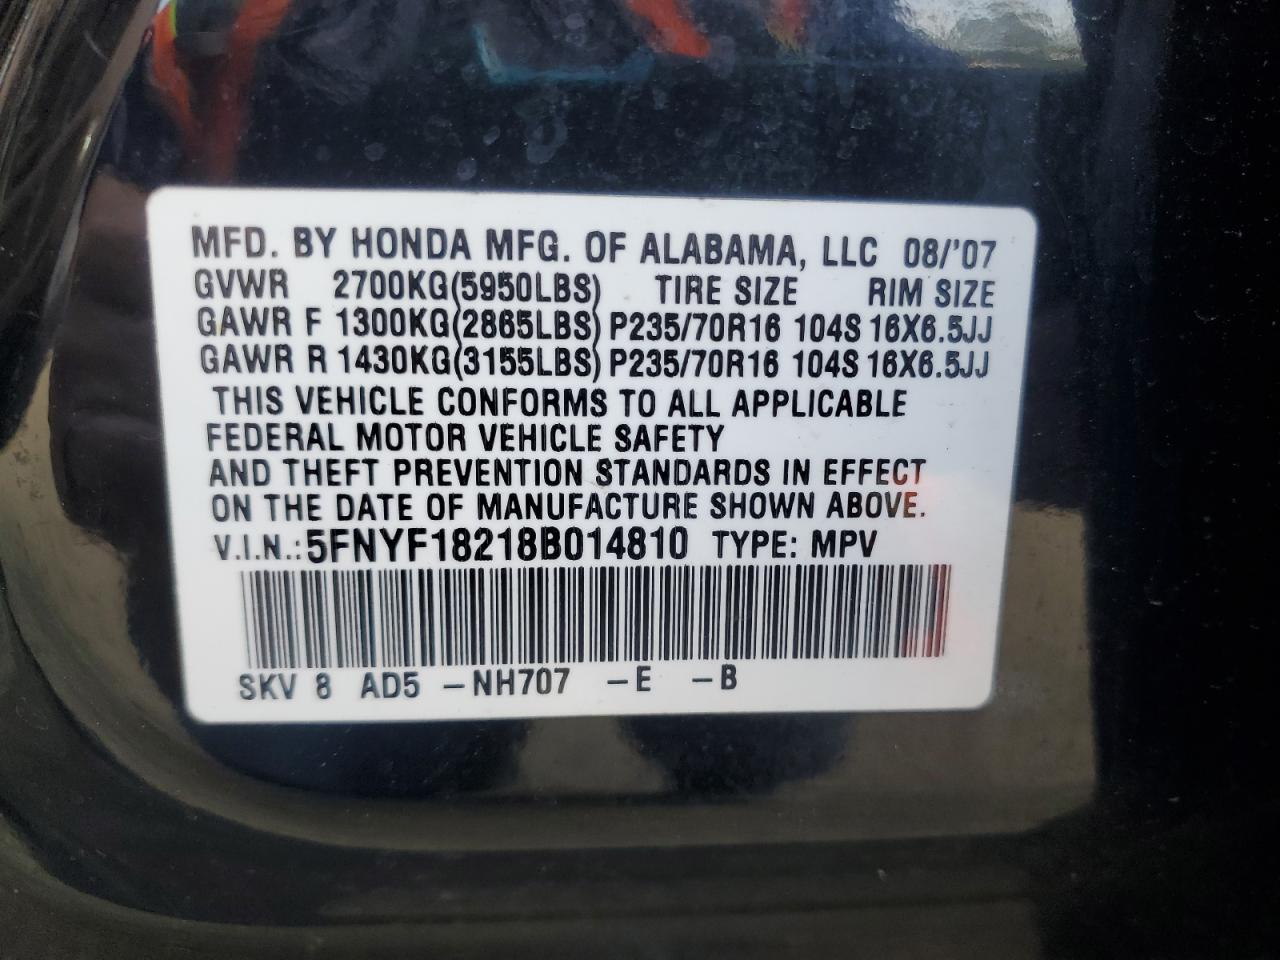 MFD. BY HONDA MFG. OF ALABAMA, LLC 08/'07
GVWR 2700KG(5950LBS) TIRE SIZE RIM SIZE
GAWR F 1300KG(2865LBS) P235/70R16 104S 16X6.5JJ
GAWR R 1430KG(3155LBS) P235/70R16 104S 16X6.5JJ
THIS VEHICLE CONFORMS TO ALL APPLICABLE
FEDERAL MOTOR VEHICLE SAFETY
AND THEFT PREVENTION STANDARDS IN EFFECT
ON THE DATE OF MANUFACTURE SHOWN ABOVE.
V.I.N.:5FNYF18218B014810 TYPE: MPV
SKV 8 AD5 -NH707 -E -B